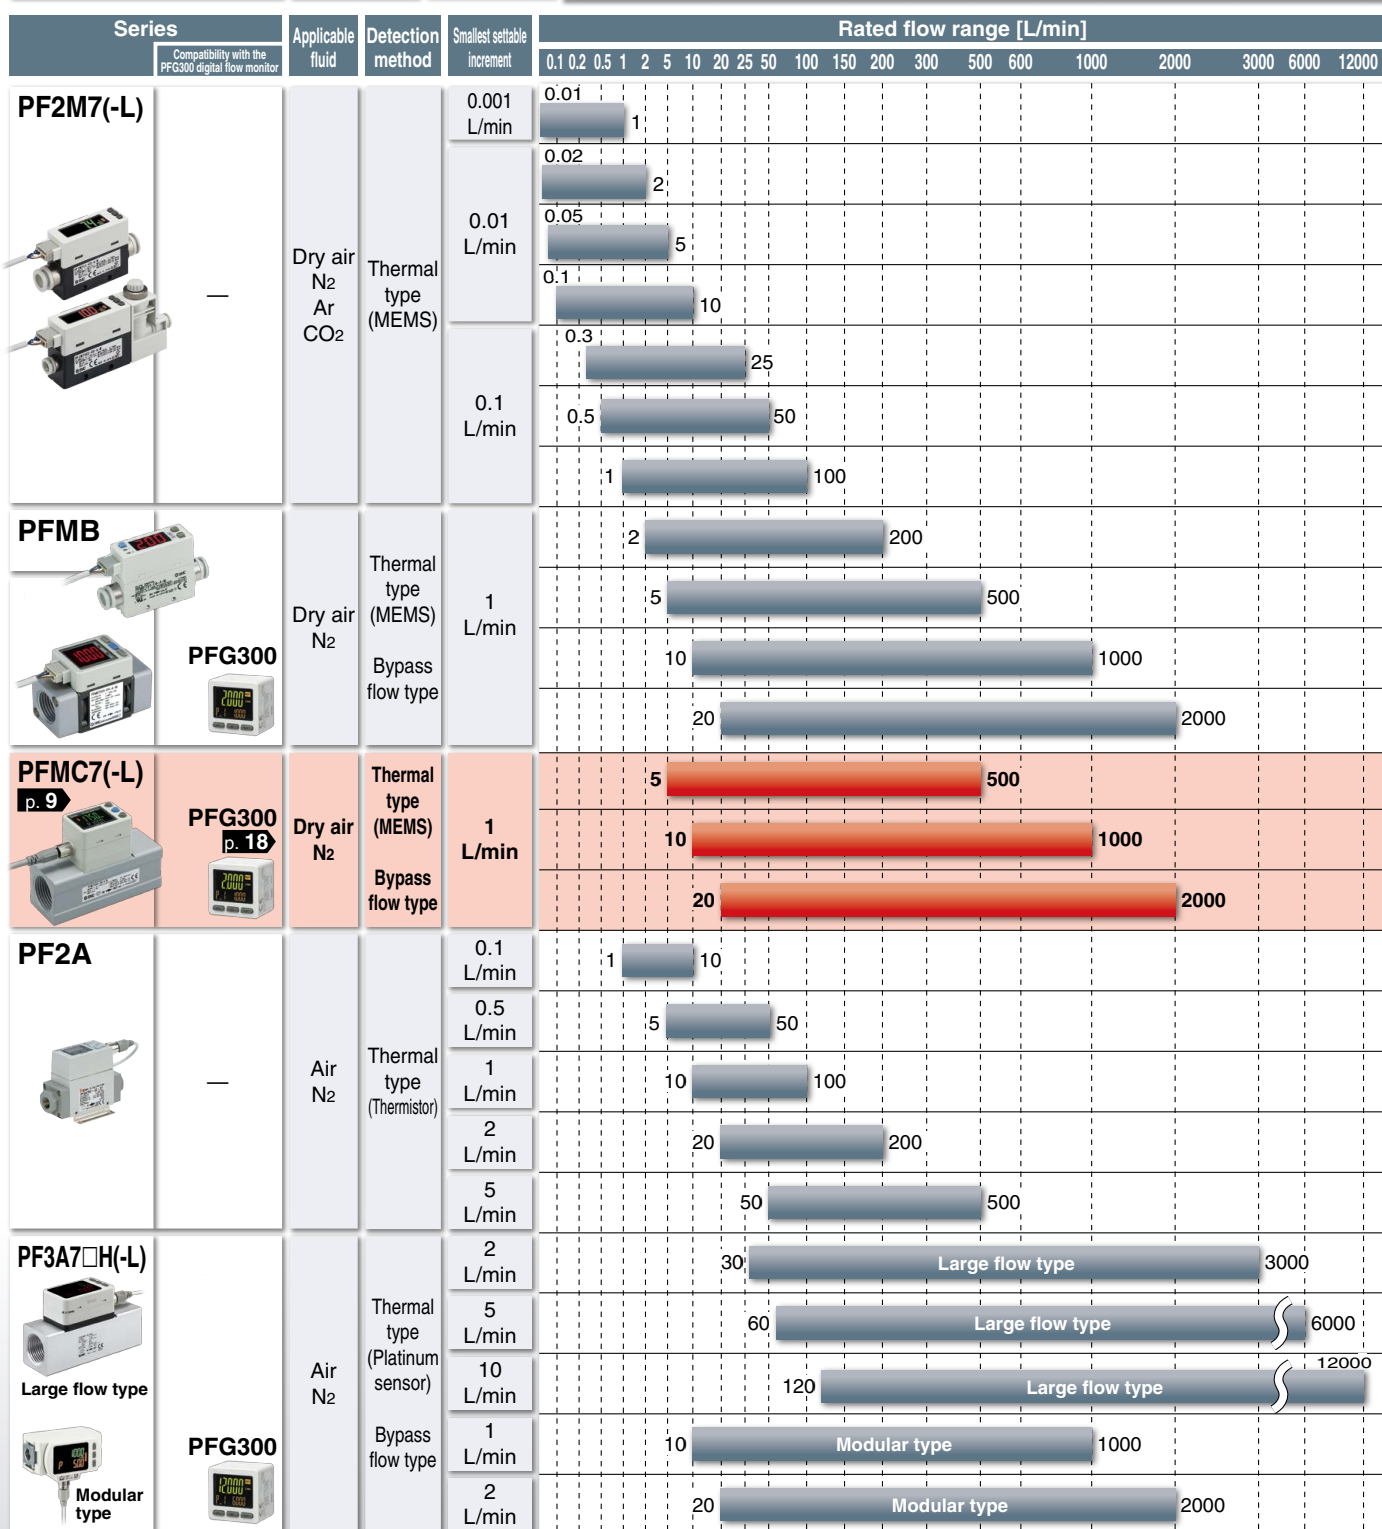 Series
Compatibility with the
PFG300 digital flow monitor
Applicable
fluid
Detection
method
Smallest settable
increment
Rated flow range [L/min]
0.1 0.2 0.5 1 2 5 10 20 25 50 100 150 200 300 500 600 1000 2000 3000 6000 12000
PF2M7(-L)
—
Dry air
N2
Ar
CO2
Thermal
type
(MEMS)
0.001
L/min
0.01
1
0.01
L/min
0.02
2
0.05
5
0.1
10
0.1
L/min
0.3
25
0.5
50
1
100
PFMB
PFG300
Dry air
N2
Thermal
type
(MEMS)
Bypass
flow type
1
L/min
2
200
5
500
10
1000
20
2000
PFMC7(-L)
p. 9
PFG300
p. 18
Dry air
N2
Thermal
type
(MEMS)
Bypass
flow type
1
L/min
5
500
10
1000
20
2000
PF2A
—
Air
N2
Thermal
type
(Thermistor)
0.1
L/min
1
10
0.5
L/min
5
50
1
L/min
10
100
2
L/min
20
200
5
L/min
50
500
PF3A7□H(-L)
Large flow type
Modular
type
PFG300
Air
N2
Thermal
type
(Platinum
sensor)
Bypass
flow type
2
L/min
30
Large flow type
3000
5
L/min
60
Large flow type
6000
10
L/min
120
Large flow type
12000
1
L/min
10
Modular type
1000
2
L/min
20
Modular type
2000